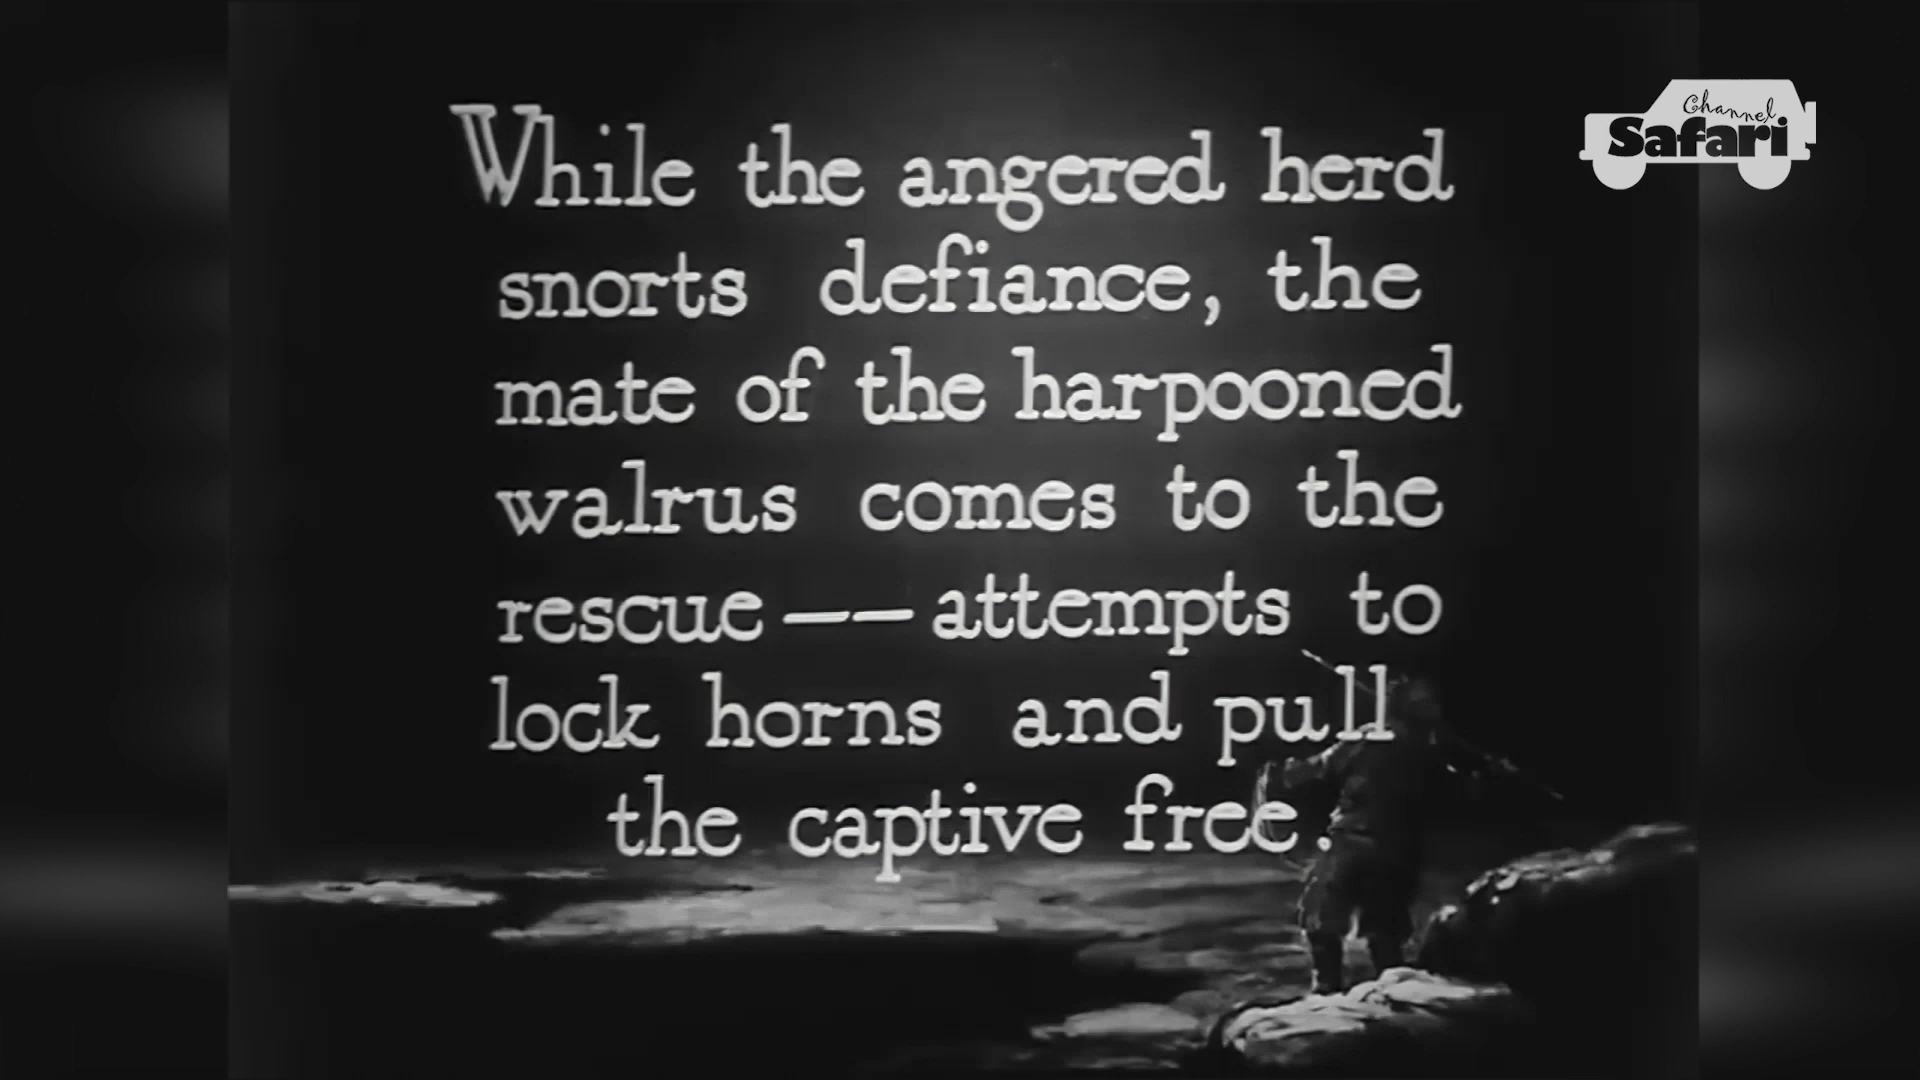 Channel
Safari
While the angered herd
snorts defiance, the
mate of the harpooned
walrus comes to the
rescue -- attempts to
lock horns and pull
the captive free.